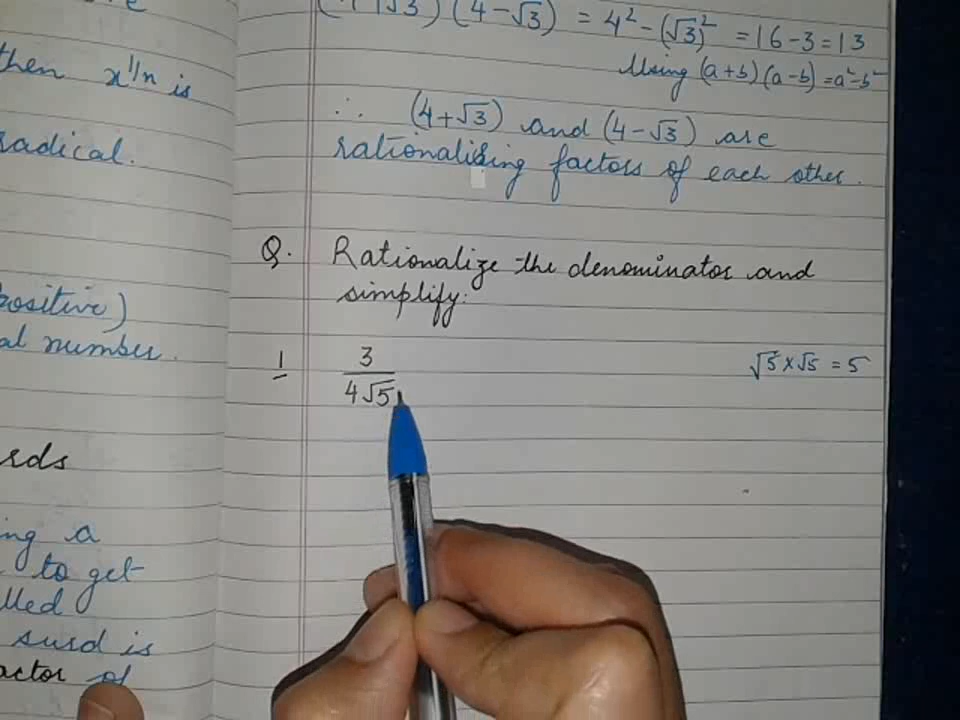 then x^1/n is
radical.
positive)
al number.
rds
ing a
to get
lled
surd is
actor of
√3) (4-√3) = 4² - (√3)² = 16-3 = 13
Using (a+b)(a-b) = a²-b²
∴ (4+√3) and (4-√3) are
rationalising factors of each other.
Q. Rationalize the denominator and
simplify:
1 3/4√5 √5×√5 = 5